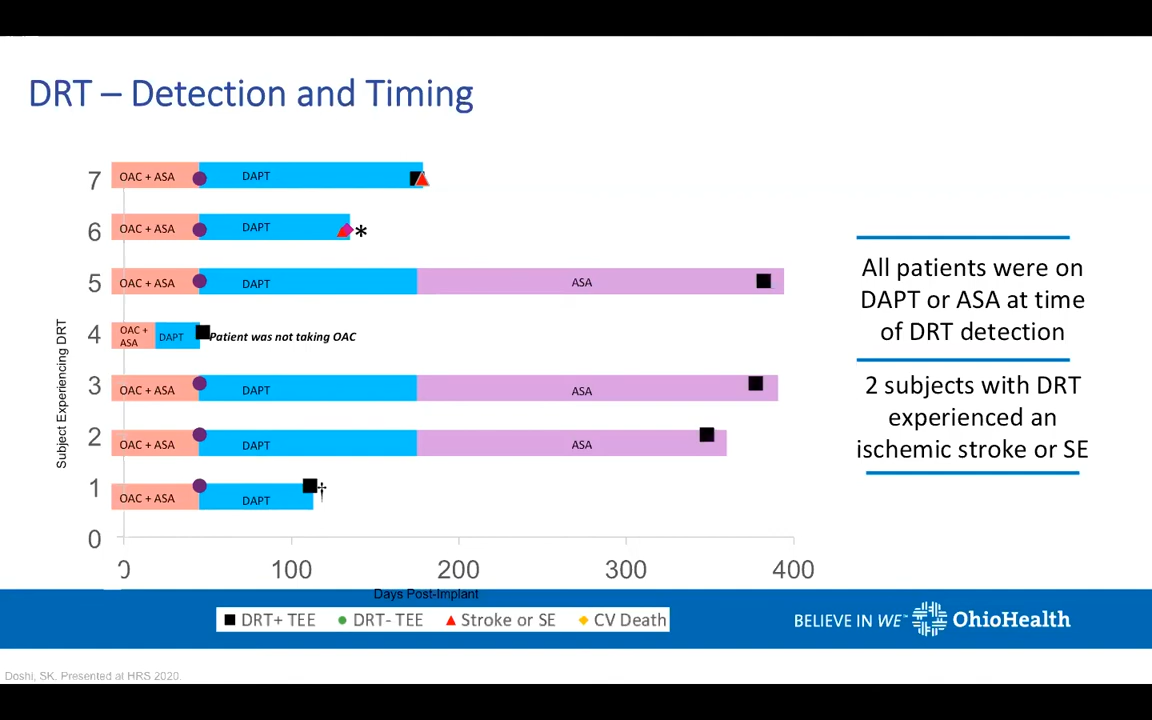 DRT – Detection and Timing
7
OAC + ASA
DAPT
6
OAC + ASA
DAPT
*
5
OAC + ASA
DAPT
ASA
4
OAC +
ASA
DAPT
Patient was not taking OAC
3
OAC + ASA
DAPT
ASA
2
OAC + ASA
DAPT
ASA
1
OAC + ASA
DAPT
†
0
Subject Experiencing DRT
0 100 200 300 400
Days Post-Implant
All patients were on
DAPT or ASA at time
of DRT detection
2 subjects with DRT
experienced an
ischemic stroke or SE
DRT+ TEE DRT- TEE Stroke or SE CV Death
BELIEVE IN WE™ OhioHealth
Doshi, SK. Presented at HRS 2020.